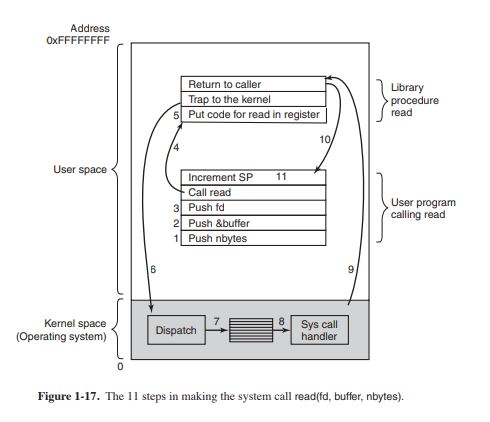 Address
0xFFFFFFFF
Return to caller
Trap to the kernel
5 Put code for read in register
Library
procedure
read
4
10
User space
Increment SP 11
Call read
3 Push fd
2 Push &buffer
1 Push nbytes
User program
calling read
6
9
Kernel space
(Operating system)
Dispatch
7
8
Sys call
handler
0
Figure 1-17. The 11 steps in making the system call read(fd, buffer, nbytes).